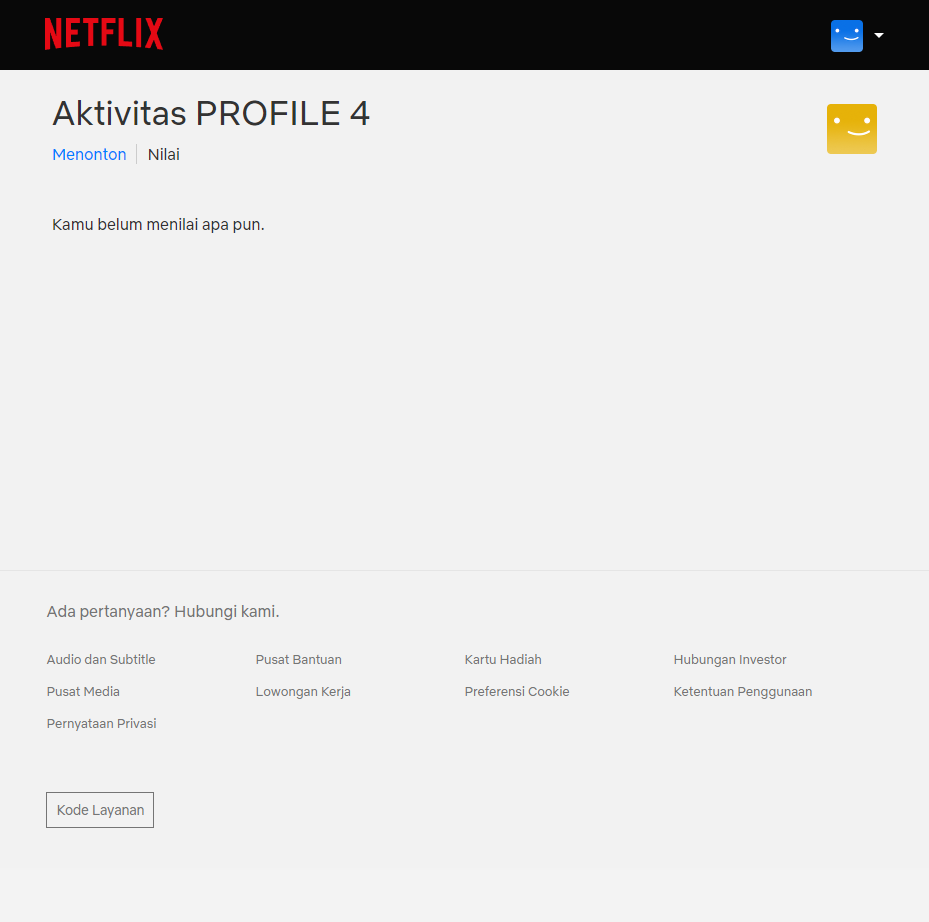 NETFLIX
Aktivitas PROFILE 4
Menonton Nilai
Kamu belum menilai apa pun.
Ada pertanyaan? Hubungi kami.
Audio dan Subtitle Pusat Bantuan Kartu Hadiah Hubungan Investor
Pusat Media Lowongan Kerja Preferensi Cookie Ketentuan Penggunaan
Pernyataan Privasi
Kode Layanan